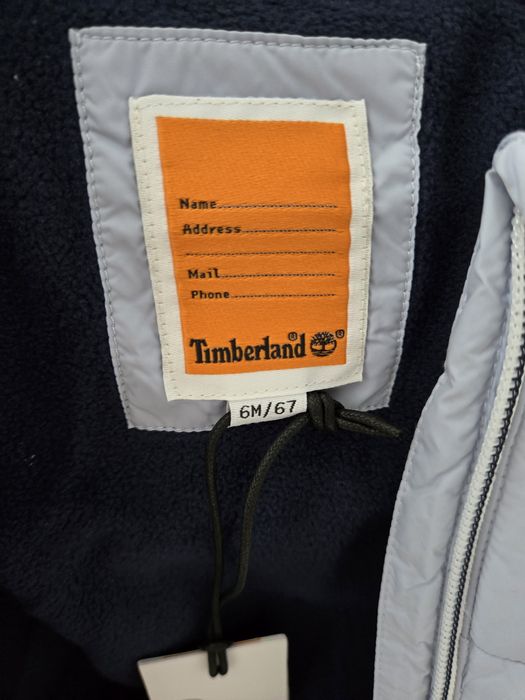 Name
Address
Mail
Phone
Timberland®®
6M/67